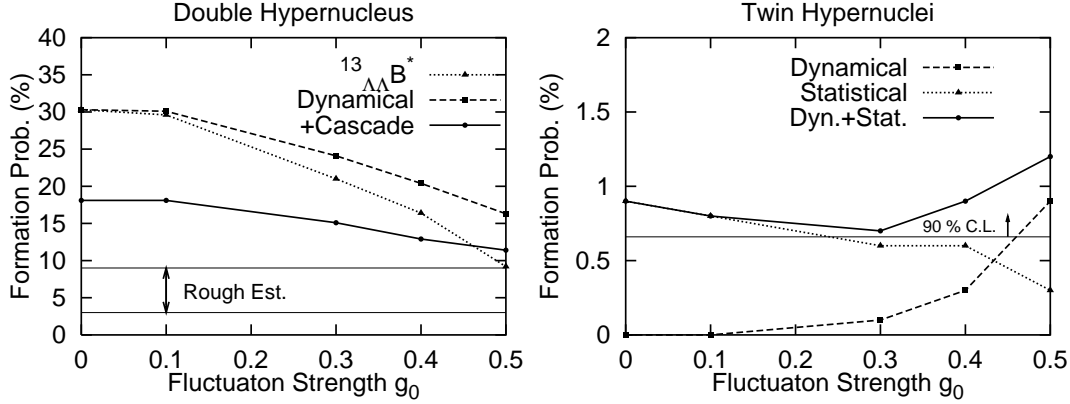 Double Hypernucleus
Formation Prob. (%)
40
35
30
25
20
15
10
5
0
13 ΛΛB*
Dynamical
+Cascade
Rough Est.
0 0.1 0.2 0.3 0.4 0.5
Fluctuaton Strength g0
Twin Hypernuclei
Formation Prob. (%)
2
1.5
1
0.5
0
Dynamical
Statistical
Dyn.+Stat.
90 % C.L.
0 0.1 0.2 0.3 0.4 0.5
Fluctuaton Strength g0